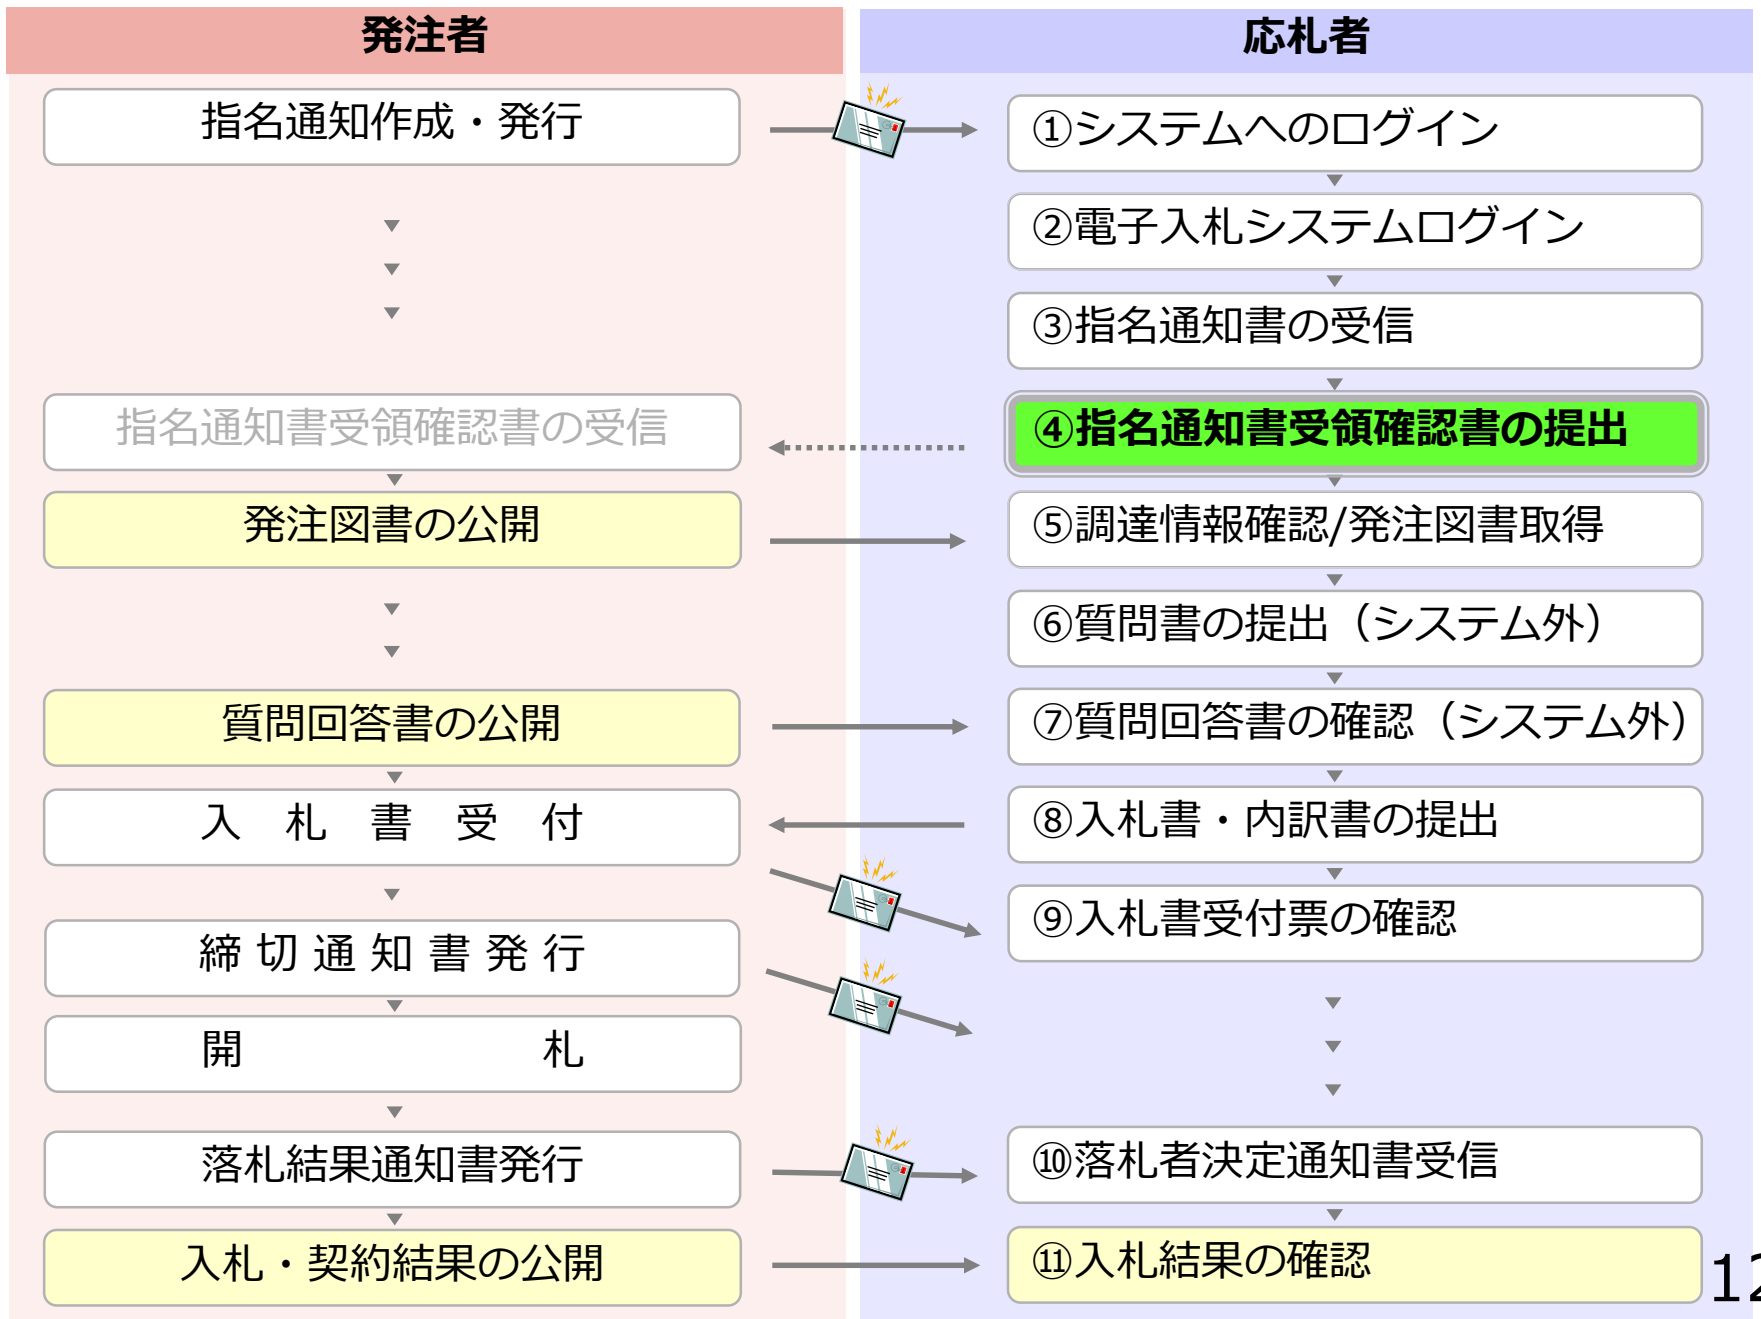 発注者
指名通知作成・発行
指名通知書受領確認書の受信
発注図書の公開
質問回答書の公開
入　札　書　受　付
締 切 通 知 書 発 行
開　　　　　　　札
落札結果通知書発行
入札・契約結果の公開
応札者
①システムへのログイン
②電子入札システムログイン
③指名通知書の受信
④指名通知書受領確認書の提出
⑤調達情報確認/発注図書取得
⑥質問書の提出（システム外）
⑦質問回答書の確認（システム外）
⑧入札書・内訳書の提出
⑨入札書受付票の確認
⑩落札者決定通知書受信
⑪入札結果の確認
12